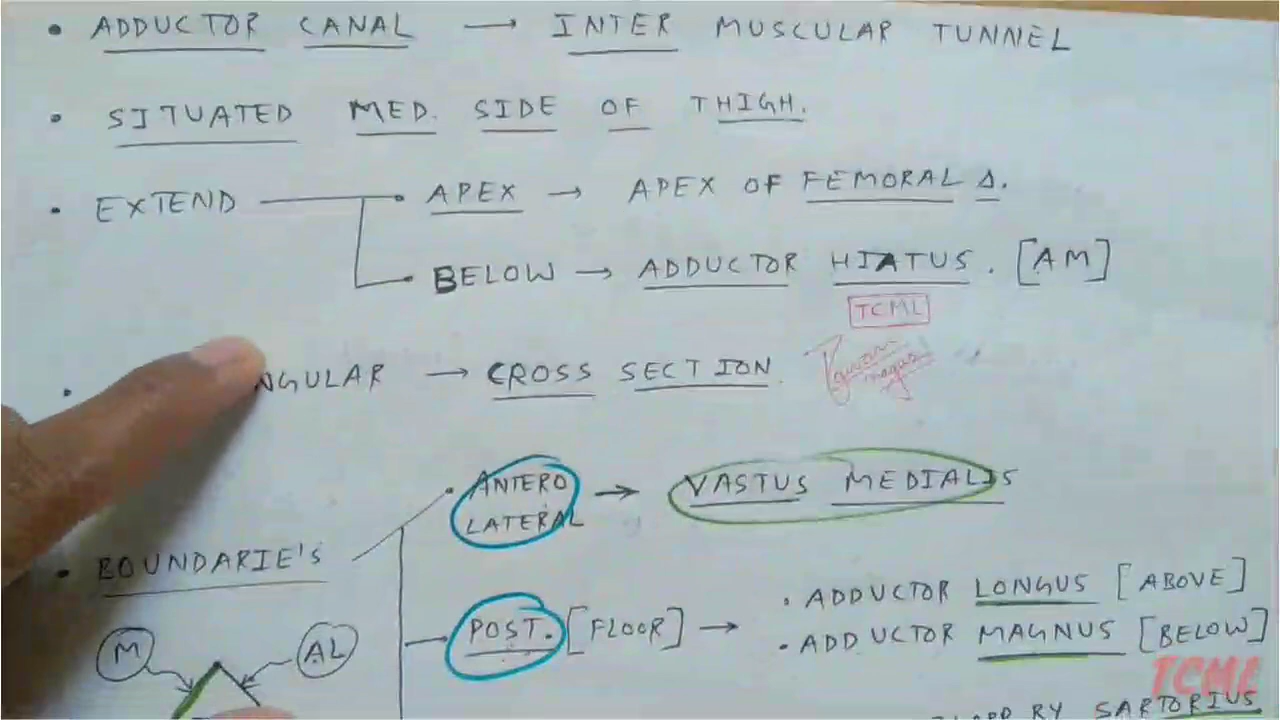 • ADDUCTOR CANAL → INTER MUSCULAR TUNNEL
• SITUATED MED. SIDE OF THIGH.
• EXTEND • APEX → APEX OF FEMORAL Δ.
• BELOW → ADDUCTOR HIATUS. [AM]
TCML
• NGULAR → CROSS SECTION
• ANTERO LATERAL → VASTUS MEDIALIS
• BOUNDARIE'S
POST. [FLOOR] → • ADDUCTOR LONGUS [ABOVE]
• ADDUCTOR MAGNUS [BELOW]
M AL
TCML
BY SARTORIUS